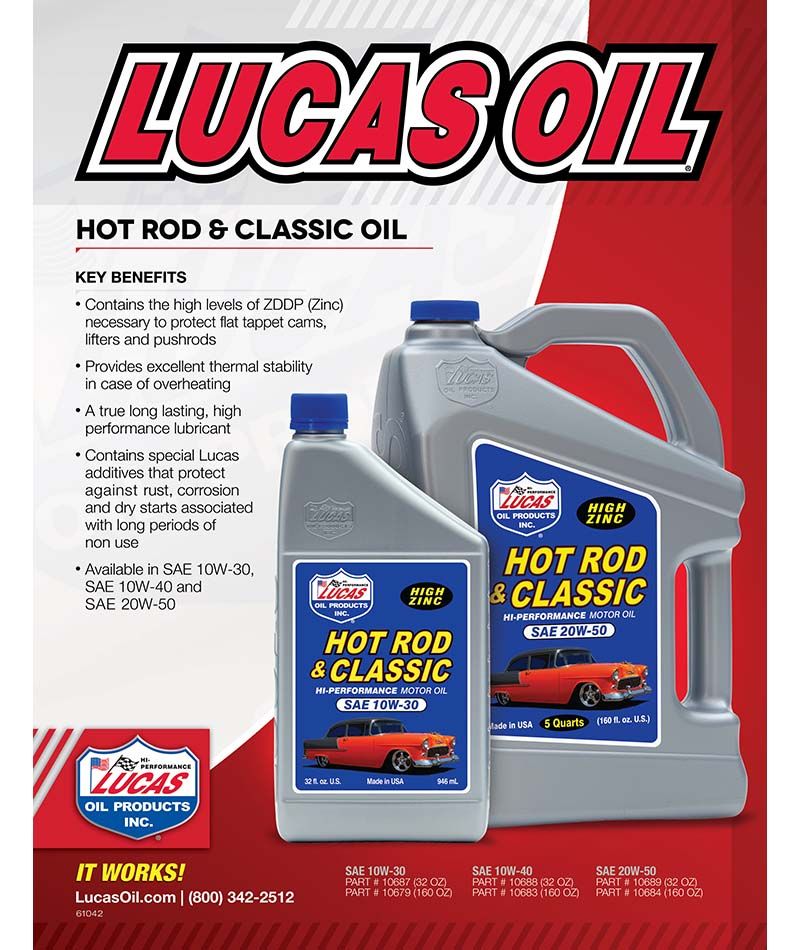 LUCAS OIL
HOT ROD & CLASSIC OIL
KEY BENEFITS
• Contains the high levels of ZDDP (Zinc)
necessary to protect flat tappet cams,
lifters and pushrods
• Provides excellent thermal stability
in case of overheating
• A true long lasting, high
performance lubricant
• Contains special Lucas
additives that protect
against rust, corrosion
and dry starts associated
with long periods of
non use
• Available in SAE 10W-30,
SAE 10W-40 and
SAE 20W-50
LUCAS
OIL PRODUCTS
INC.
HI-PERFORMANCE
LUCAS
OIL PRODUCTS
INC.
HIGH
ZINC
HOT ROD
& CLASSIC
HI-PERFORMANCE MOTOR OIL
SAE 20W-50
Made in USA 5 Quarts (160 fl. oz. U.S.)
LUCAS
HI-PERFORMANCE
LUCAS
OIL PRODUCTS
INC.
HIGH
ZINC
HOT ROD
& CLASSIC
HI-PERFORMANCE MOTOR OIL
SAE 10W-30
32 fl. oz. U.S. Made in USA 946 mL
HI-
PERFORMANCE
LUCAS
OIL PRODUCTS
INC.
IT WORKS!
LucasOil.com | (800) 342-2512
61042
SAE 10W-30
PART # 10687 (32 OZ)
PART # 10679 (160 OZ)
SAE 10W-40
PART # 10688 (32 OZ)
PART # 10683 (160 OZ)
SAE 20W-50
PART # 10689 (32 OZ)
PART # 10684 (160 OZ)